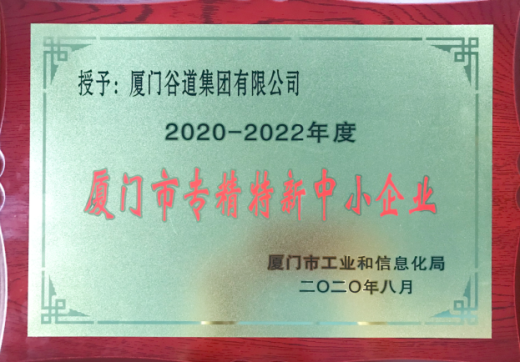 授予：厦门谷道集团有限公司
2020-2022年度
厦门市专精特新中小企业
厦门市工业和信息化局
二〇二〇年八月